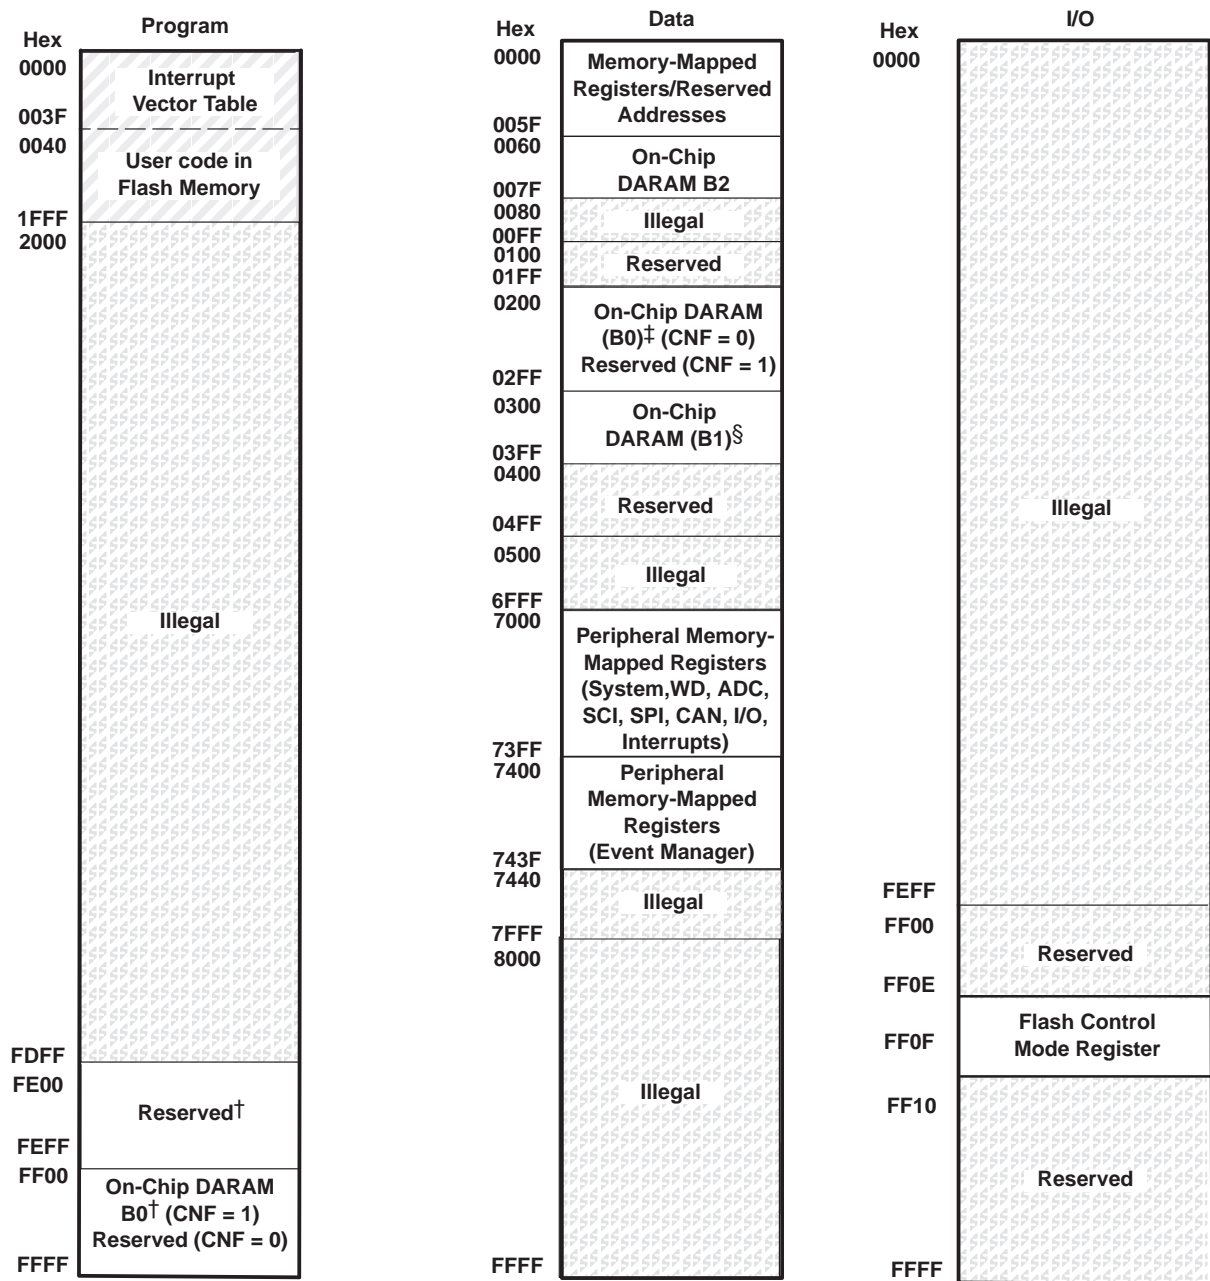 Program
Hex
0000
Interrupt
Vector Table
003F
0040
User code in
Flash Memory
1FFF
2000
Illegal
FDFF
FE00
Reserved†
FEFF
FF00
On-Chip DARAM
B0† (CNF = 1)
Reserved (CNF = 0)
FFFF
Data
Hex
0000
Memory-Mapped
Registers/Reserved
Addresses
005F
0060
On-Chip
DARAM B2
007F
0080
Illegal
00FF
0100
Reserved
01FF
0200
On-Chip DARAM
(B0)‡ (CNF = 0)
Reserved (CNF = 1)
02FF
0300
On-Chip
DARAM (B1)§
03FF
0400
Reserved
04FF
0500
Illegal
6FFF
7000
Peripheral Memory-
Mapped Registers
(System,WD, ADC,
SCI, SPI, CAN, I/O,
Interrupts)
73FF
7400
Peripheral
Memory-Mapped
Registers
(Event Manager)
743F
7440
Illegal
7FFF
8000
Illegal
FFFF
I/O
Hex
0000
Illegal
FEFF
FF00
Reserved
FF0E
Flash Control
Mode Register
FF0F
FF10
Reserved
FFFF